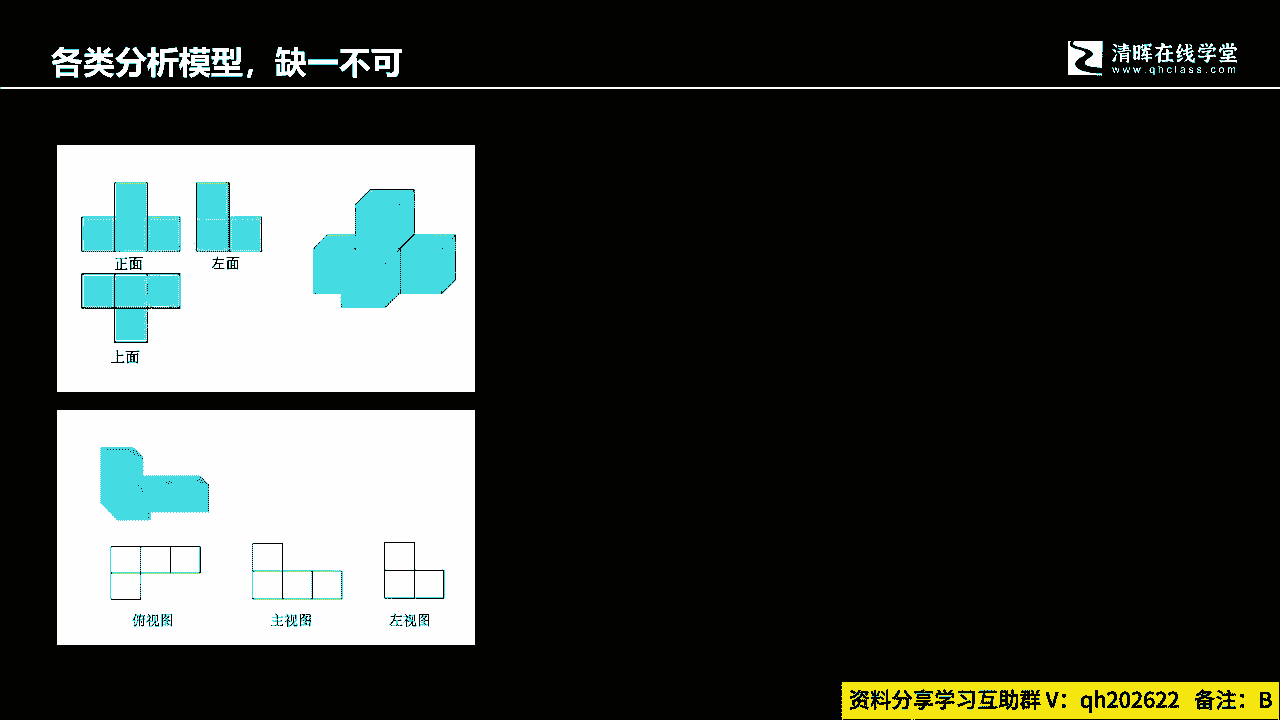 各类分析模型，缺一不可
清晖在线学堂
www.qhclass.com
正面
左面
上面
俯视图
主视图
左视图
资料分享学习互助群 V：qh202622 备注：B